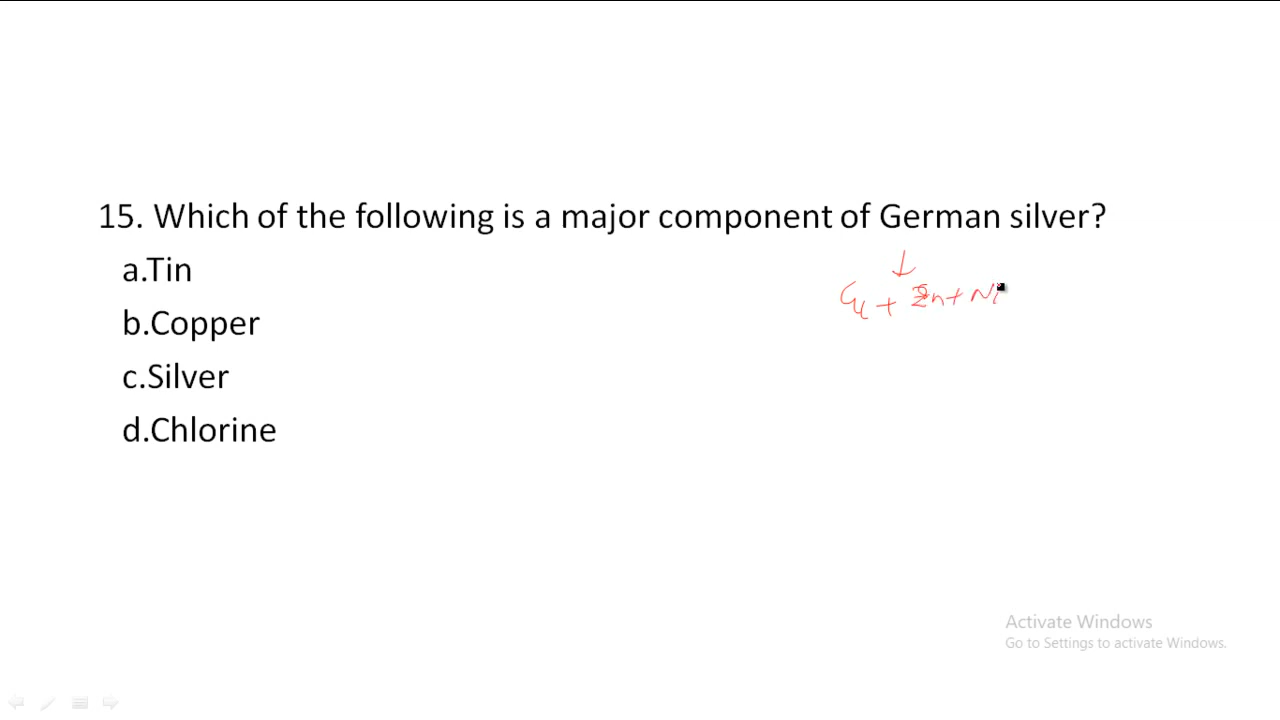 15. Which of the following is a major component of German silver?
a.Tin
b.Copper
c.Silver
d.Chlorine
↓
Cu + Zn + Ni
Activate Windows
Go to Settings to activate Windows.